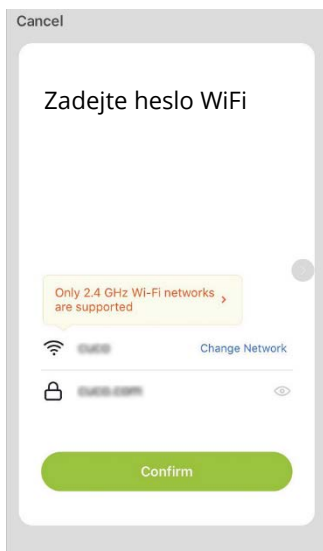 Cancel
Zadejte heslo WiFi
Only 2.4 GHz Wi-Fi networks
are supported
Change Network
Confirm